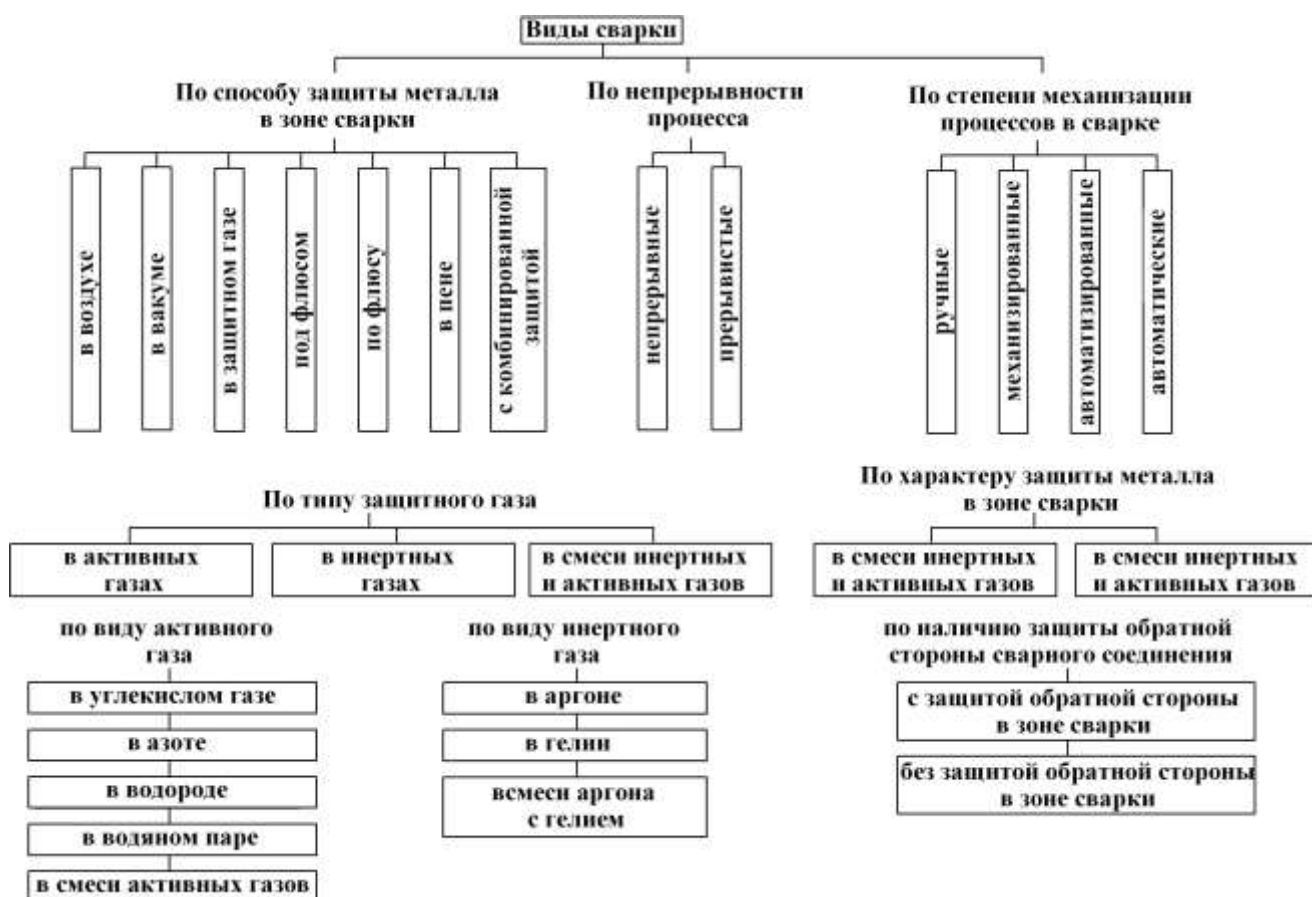 Виды сварки
По способу защиты металла
в зоне сварки
По непрерывности
процесса
По степени механизации
процессов в сварке
в воздухе
в вакуме
в защитном газе
под флюсом
по флюсу
в пене
с комбинированной
защитой
непрерывные
прерывистые
ручные
механизированные
автоматизированные
автоматические
По типу защитного газа
в активных
газах
в инертных
газах
в смеси инертных
и активных газов
По характеру защиты металла
в зоне сварки
в смеси инертных
и активных газов
в смеси инертных
и активных газов
по виду активного
газа
в углекислом газе
в азоте
в водороде
в водяном паре
в смеси активных газов
по виду инертного
газа
в аргоне
в гелии
всмеси аргона
с гелием
по наличию защиты обратной
стороны сварного соединения
с защитой обратной стороны
в зоне сварки
без защитой обратной стороны
в зоне сварки